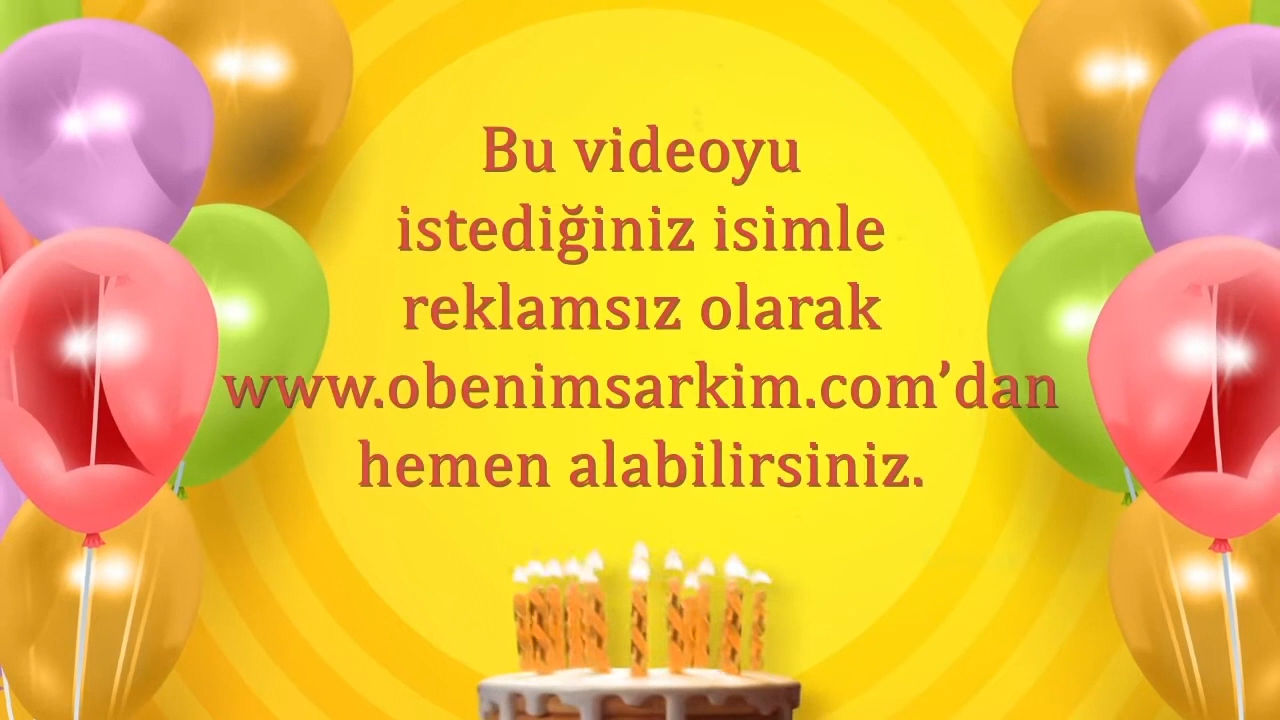 Bu videoyu
istediğiniz isimle
reklamsız olarak
www.obenimsarkim.com’dan
hemen alabilirsiniz.